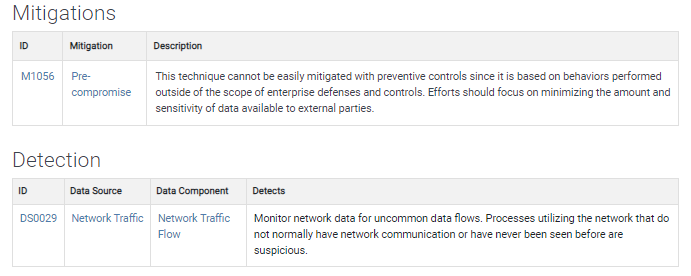 Mitigations
ID Mitigation Description
M1056 Pre-compromise This technique cannot be easily mitigated with preventive controls since it is based on behaviors performed
outside of the scope of enterprise defenses and controls. Efforts should focus on minimizing the amount and
sensitivity of data available to external parties.
Detection
ID Data Source Data Component Detects
DS0029 Network Traffic Network Traffic Flow Monitor network data for uncommon data flows. Processes utilizing the network that do
not normally have network communication or have never been seen before are
suspicious.